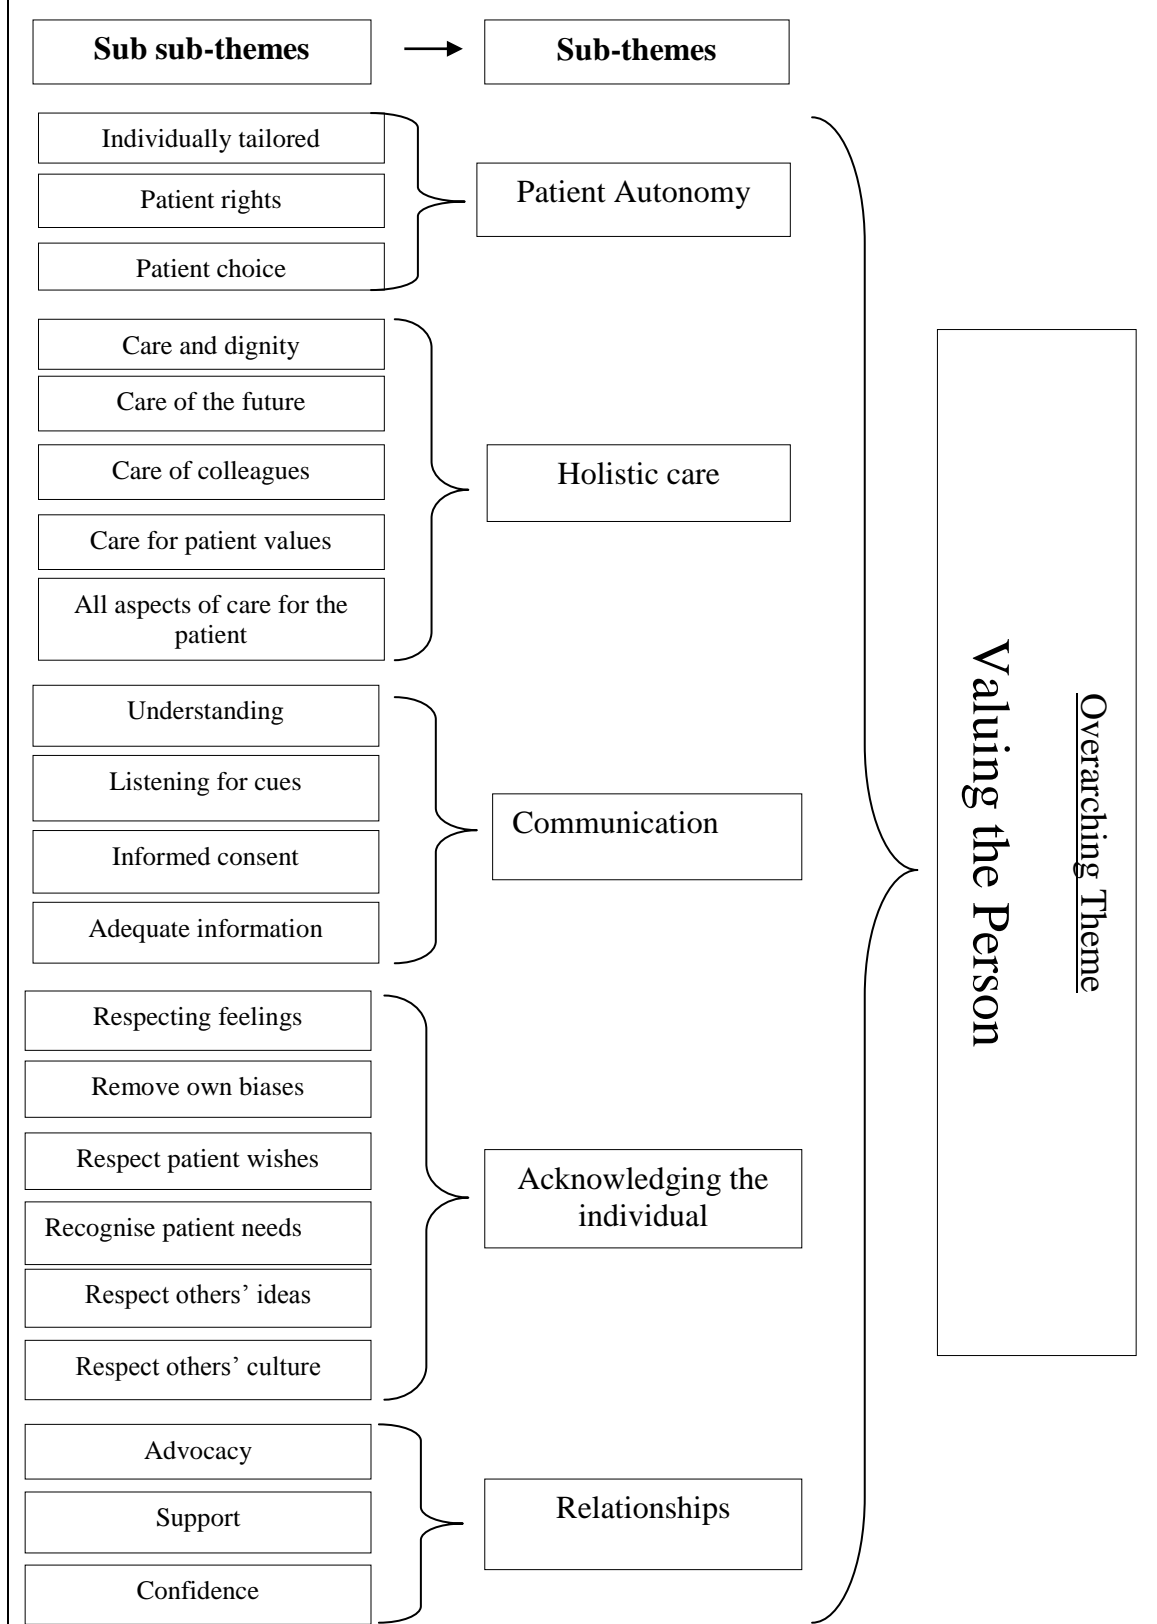 Sub sub-themes
Sub-themes
Individually tailored
Patient rights
Patient choice
Patient Autonomy
Care and dignity
Care of the future
Care of colleagues
Care for patient values
All aspects of care for the
patient
Holistic care
Understanding
Listening for cues
Informed consent
Adequate information
Communication
Respecting feelings
Remove own biases
Respect patient wishes
Recognise patient needs
Respect others’ ideas
Respect others’ culture
Acknowledging the
individual
Advocacy
Support
Confidence
Relationships
Overarching Theme
Valuing the Person